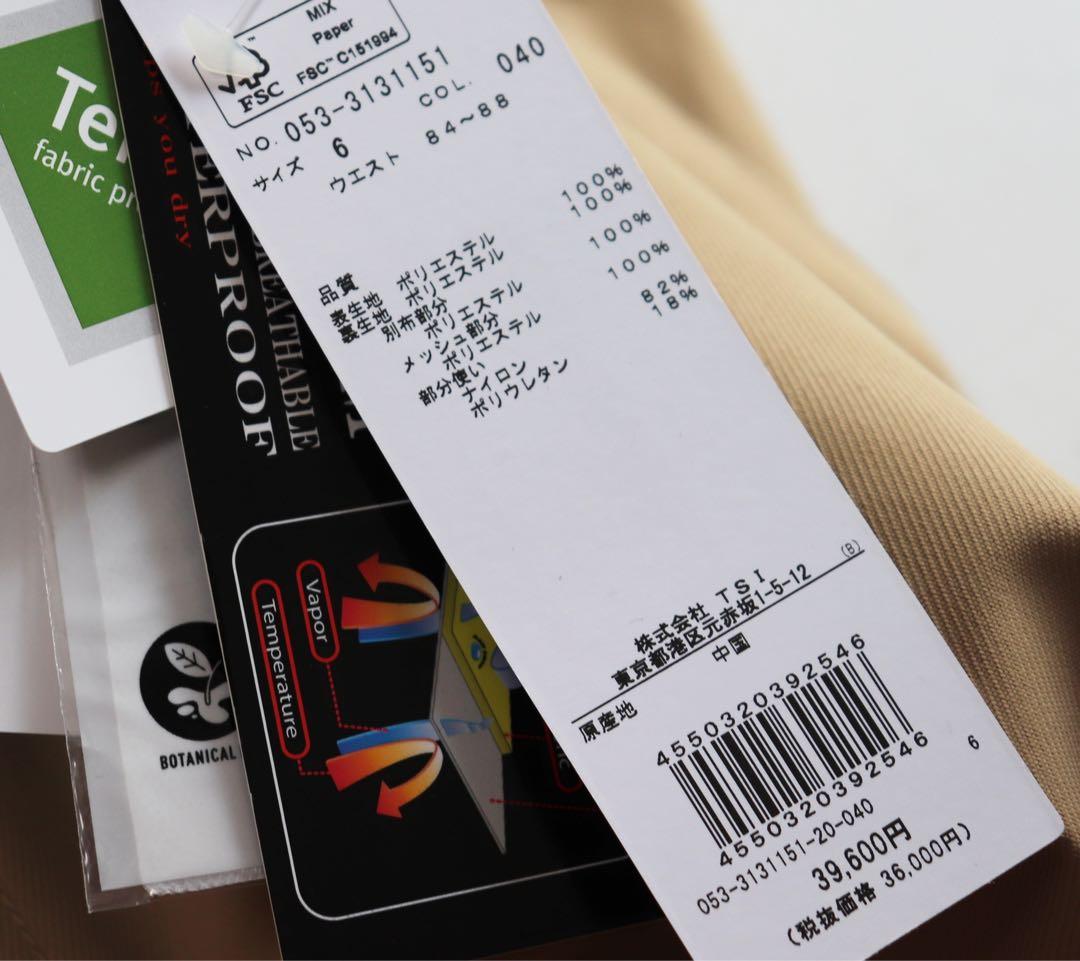 MIX
Paper
FSC™ C151994
FSC
NO. 053-3131151
COL. 040
サイズ 6
ウエスト 84～88
品質
表生地 ポリエステル 100%
裏生地 ポリエステル 100%
別布部分
ポリエステル 100%
メッシュ部分
ポリエステル 100%
部分使い
ナイロン 82%
ポリウレタン 18%
(B)
株式会社 TSI
東京都港区元赤坂1-5-12
原産地 中国
4550320392546
4550320392546
6
053-3131151-20-040
39,600円
(税抜価格 36,000円)
fabric
you dry
Vapor
Temperature
BOTANICAL